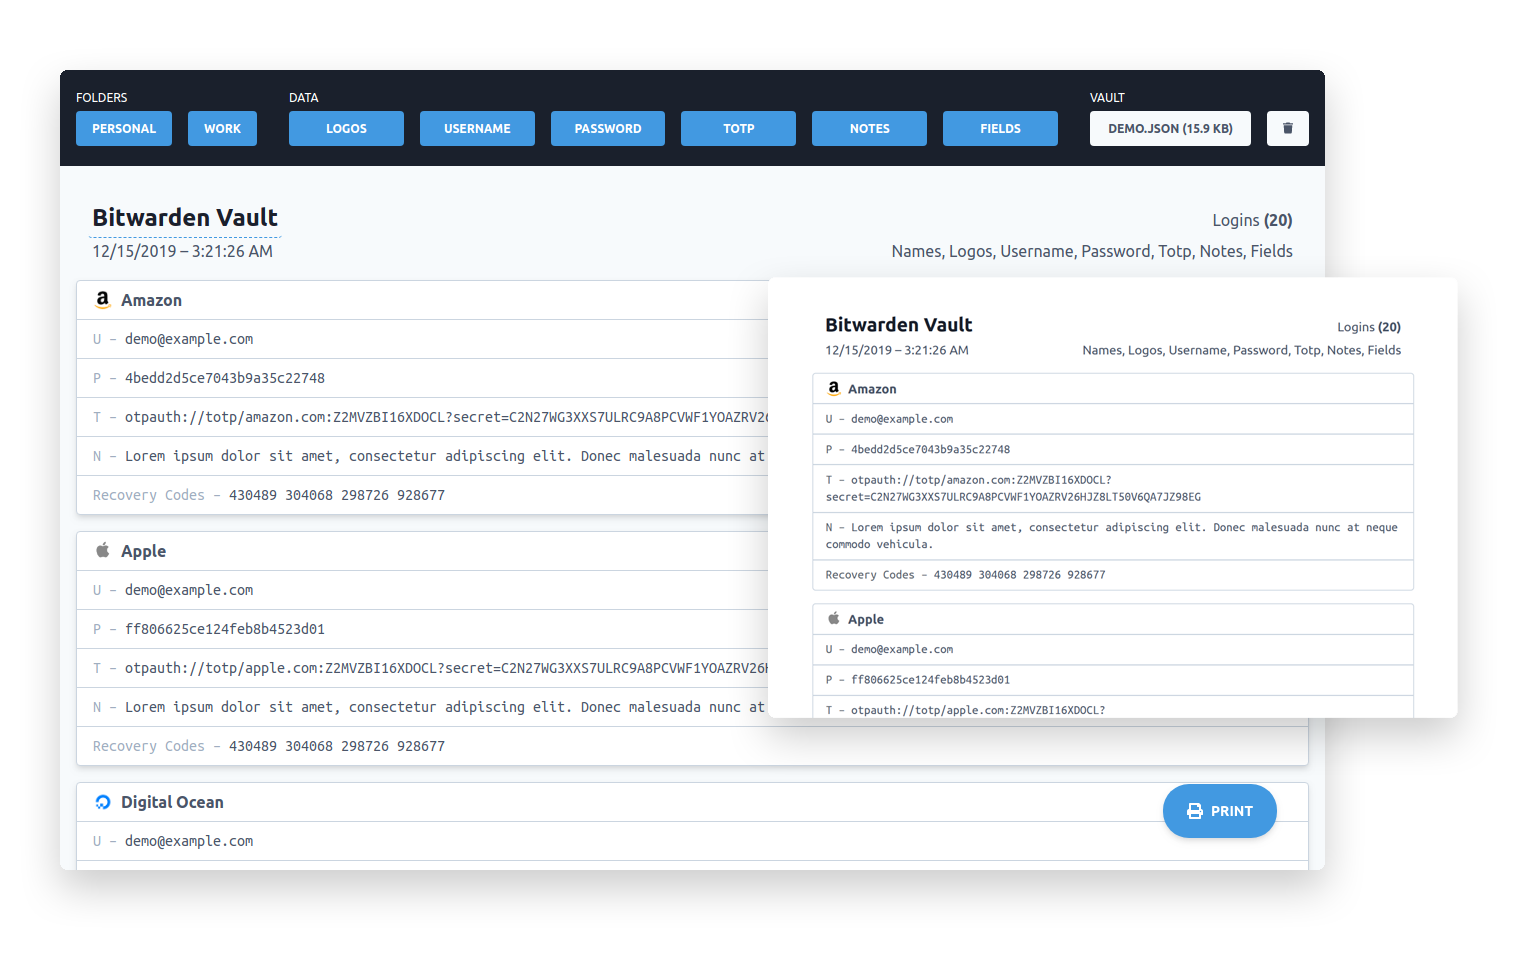 FOLDERS DATA VAULT
PERSONAL WORK LOGOS USERNAME PASSWORD TOTP NOTES FIELDS DEMO.JSON (15.9 KB)
Bitwarden Vault
Logins (20)
12/15/2019 – 3:21:26 AM
Names, Logos, Username, Password, Totp, Notes, Fields
Amazon
U – demo@example.com
P – 4bedd2d5ce7043b9a35c22748
T – otpauth://totp/amazon.com:Z2MVZBI16XDOCL?secret=C2N27WG3XXS7ULRC9A8PCVWF1YOAZRV26
N – Lorem ipsum dolor sit amet, consectetur adipiscing elit. Donec malesuada nunc at
Recovery Codes – 430489 304068 298726 928677
Apple
U – demo@example.com
P – ff806625ce124feb8b4523d01
T – otpauth://totp/apple.com:Z2MVZBI16XDOCL?secret=C2N27WG3XXS7ULRC9A8PCVWF1YOAZRV26H
N – Lorem ipsum dolor sit amet, consectetur adipiscing elit. Donec malesuada nunc at
Recovery Codes – 430489 304068 298726 928677
Digital Ocean
U – demo@example.com
PRINT
Bitwarden Vault
Logins (20)
12/15/2019 – 3:21:26 AM
Names, Logos, Username, Password, Totp, Notes, Fields
Amazon
U – demo@example.com
P – 4bedd2d5ce7043b9a35c22748
T – otpauth://totp/amazon.com:Z2MVZBI16XDOCL?
secret=C2N27WG3XXS7ULRC9A8PCVWF1YOAZRV26HJZ8LT50V6QA7JZ98EG
N – Lorem ipsum dolor sit amet, consectetur adipiscing elit. Donec malesuada nunc at neque
commodo vehicula.
Recovery Codes – 430489 304068 298726 928677
Apple
U – demo@example.com
P – ff806625ce124feb8b4523d01
T – otpauth://totp/apple.com:Z2MVZBI16XDOCL?